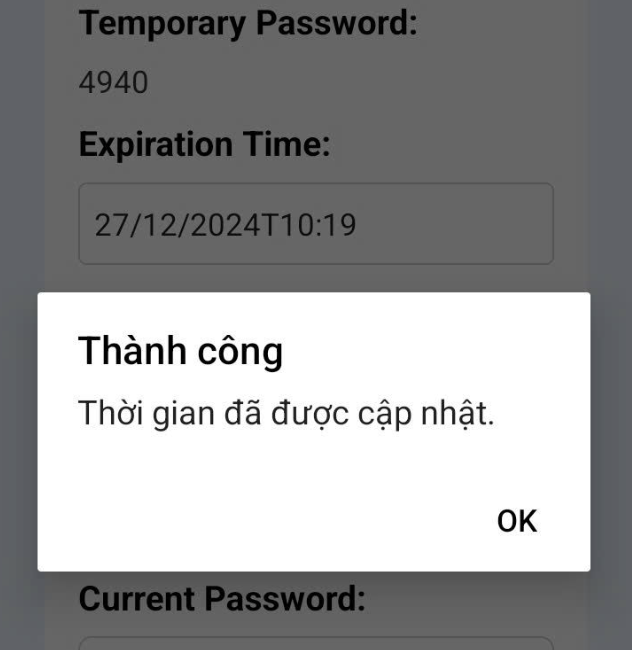 Temporary Password:
4940
Expiration Time:
27/12/2024T10:19
Thành công
Thời gian đã được cập nhật.
OK
Current Password: